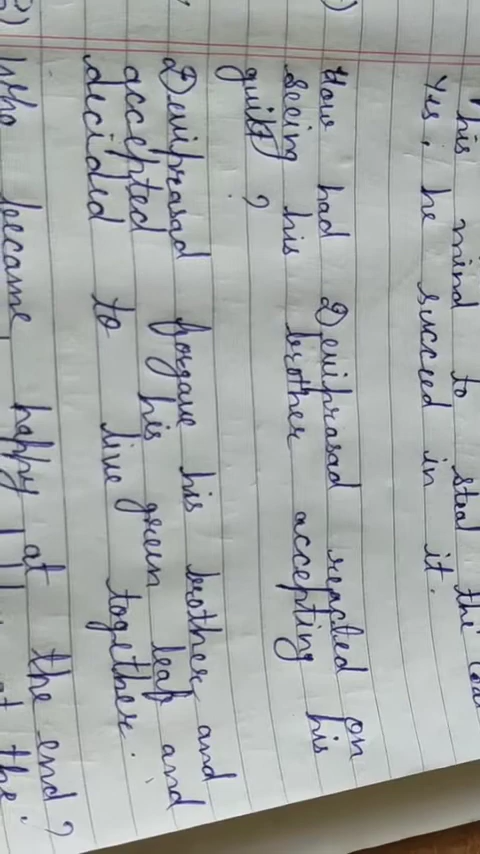 his mind to steal the
Yes, he succeed in it.
How had Deviprasad reacted on
seeing his brother accepting his
guilt ?
Deviprasad forgave his brother and
accepted his green leaf and
decided to live together.
Who became happy at the end?